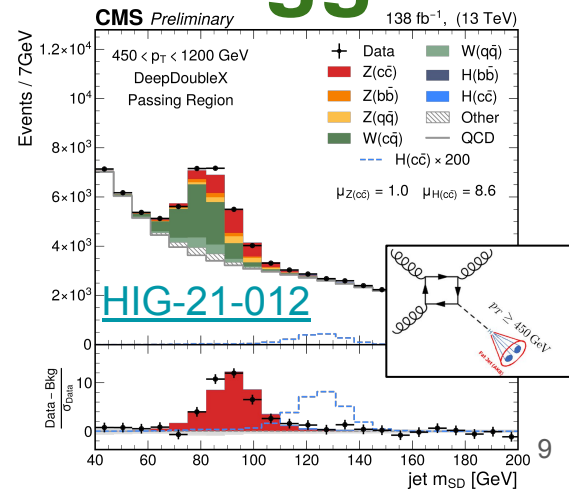 gg
CMS Preliminary 138 fb⁻¹, (13 TeV)
Events / 7GeV
1.2×10⁴
10⁴
8×10³
6×10³
4×10³
2×10³
0
450 < p_T < 1200 GeV
DeepDoubleX
Passing Region
Data
Z(cc̄)
Z(bb̄)
Z(qq̄)
W(cq̄)
W(qq̄)
H(bb̄)
H(cc̄)
Other
QCD
H(cc̄) × 200
μ_Z(cc̄) = 1.0 μ_H(cc̄) = 8.6
HIG-21-012
p_T ≥ 450 GeV
Data − Bkg
σ_Data
10
0
40 60 80 100 120 140 160 180 200
jet m_SD [GeV]
9